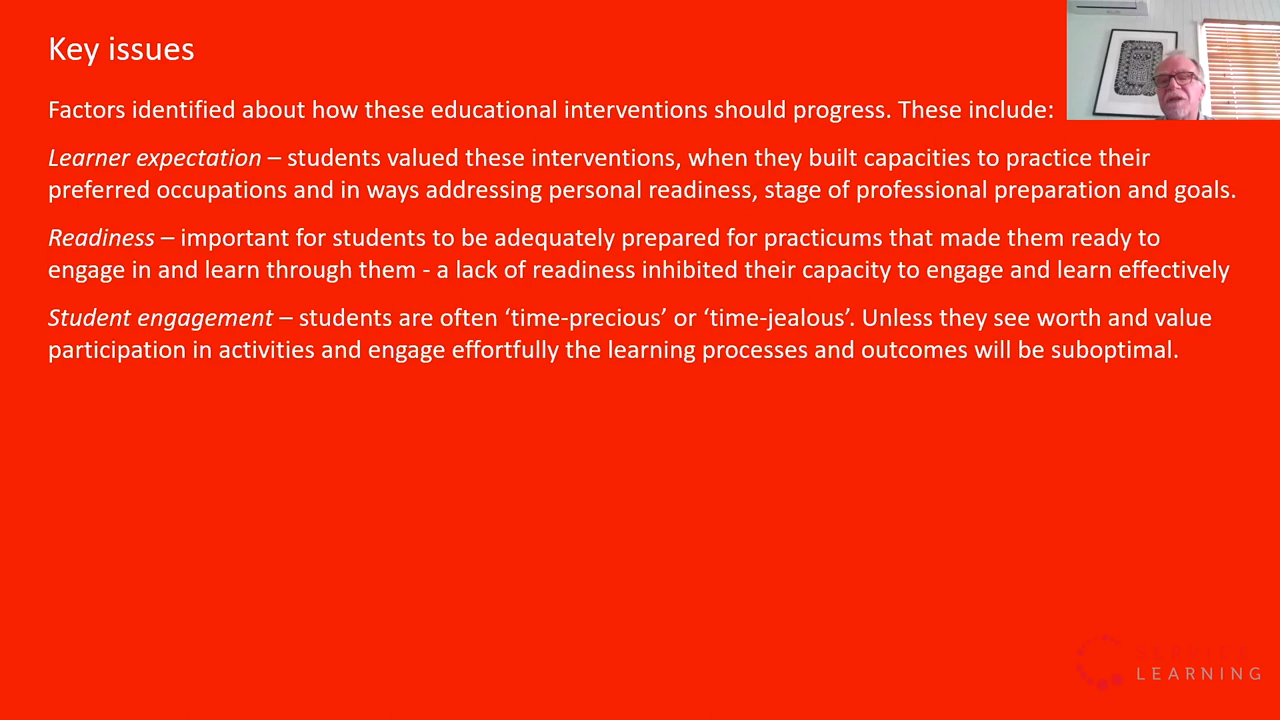 Key issues
Factors identified about how these educational interventions should progress. These include:
Learner expectation – students valued these interventions, when they built capacities to practice their
preferred occupations and in ways addressing personal readiness, stage of professional preparation and goals.
Readiness – important for students to be adequately prepared for practicums that made them ready to
engage in and learn through them - a lack of readiness inhibited their capacity to engage and learn effectively
Student engagement – students are often ‘time-precious’ or ‘time-jealous’. Unless they see worth and value
participation in activities and engage effortfully the learning processes and outcomes will be suboptimal.
SERVICE
LEARNING